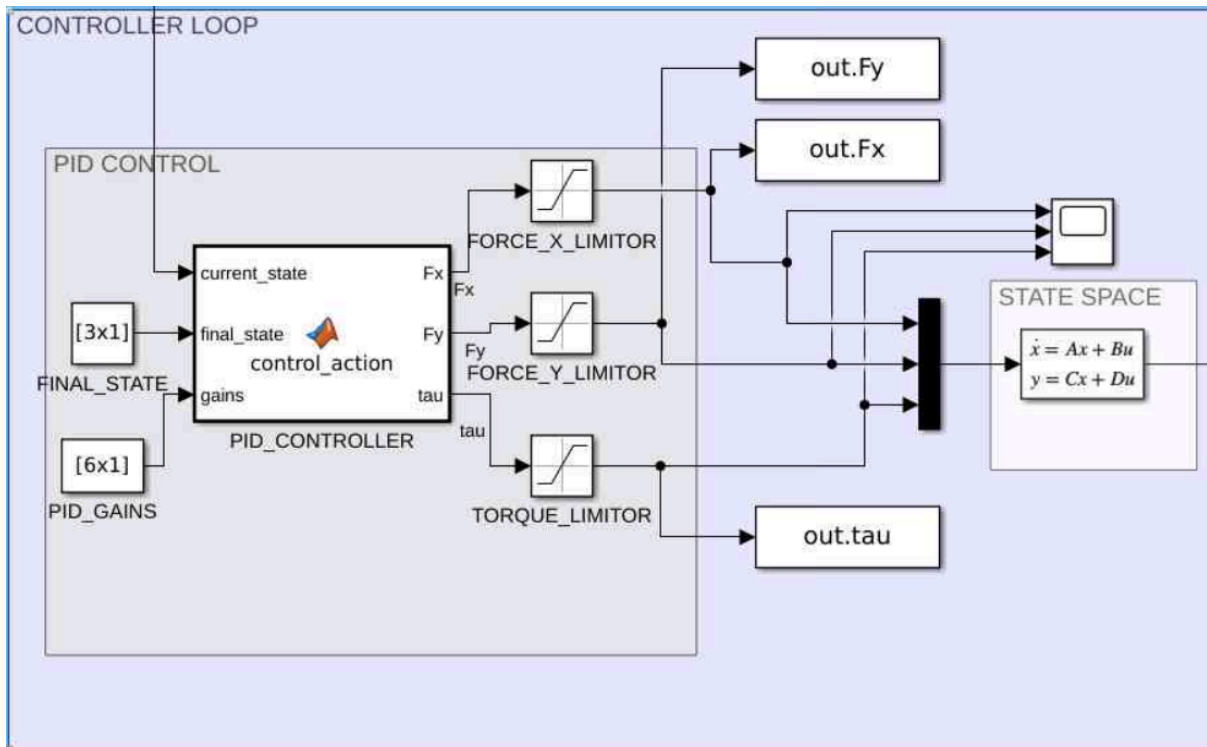 CONTROLLER LOOP
out.Fy
out.Fx
PID CONTROL
FORCE_X_LIMITOR
current_state
Fx
Fx
STATE SPACE
[3x1]
final_state
Fy
Fy
control_action
FINAL_STATE
FORCE_Y_LIMITOR
ẋ = Ax + Bu
y = Cx + Du
gains
tau
tau
PID_CONTROLLER
[6x1]
PID_GAINS
TORQUE_LIMITOR
out.tau